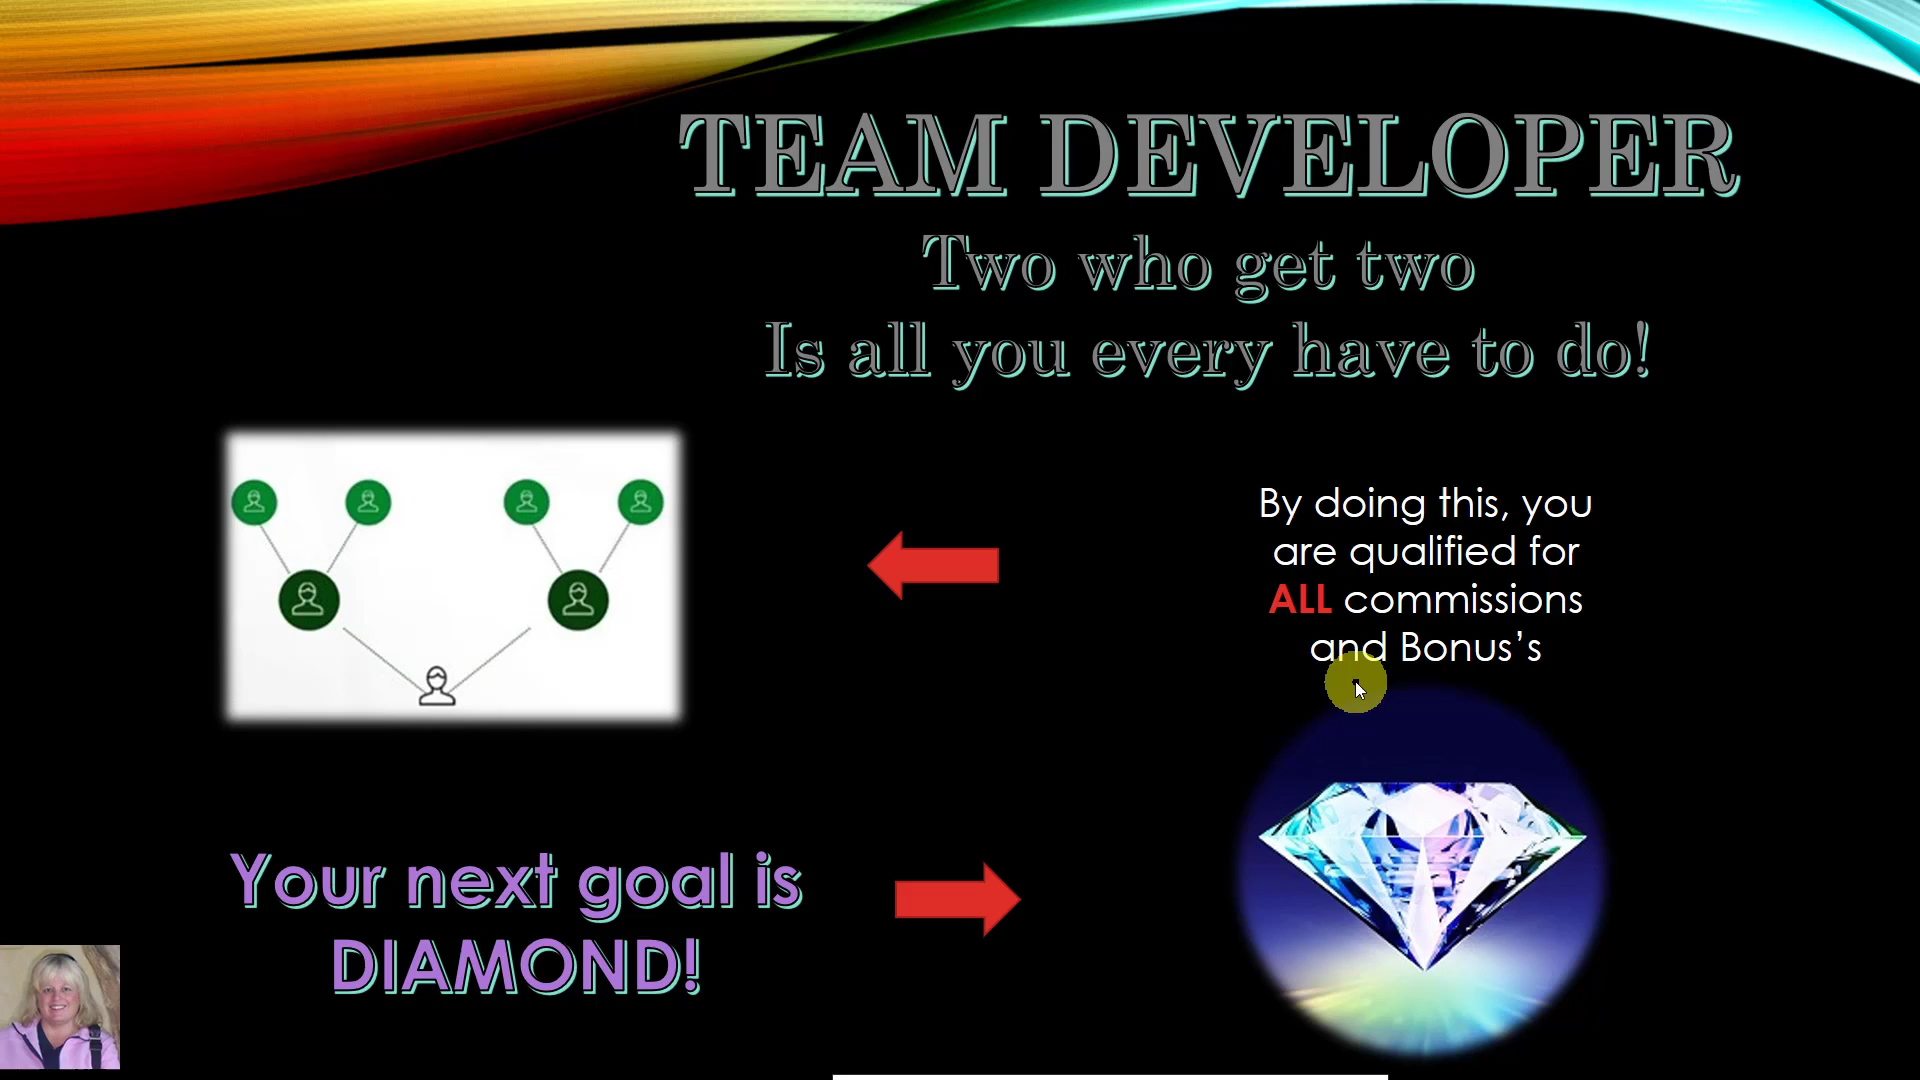 TEAM DEVELOPER
Two who get two
Is all you every have to do!
By doing this, you
are qualified for
ALL commissions
and Bonus’s
Your next goal is
DIAMOND!